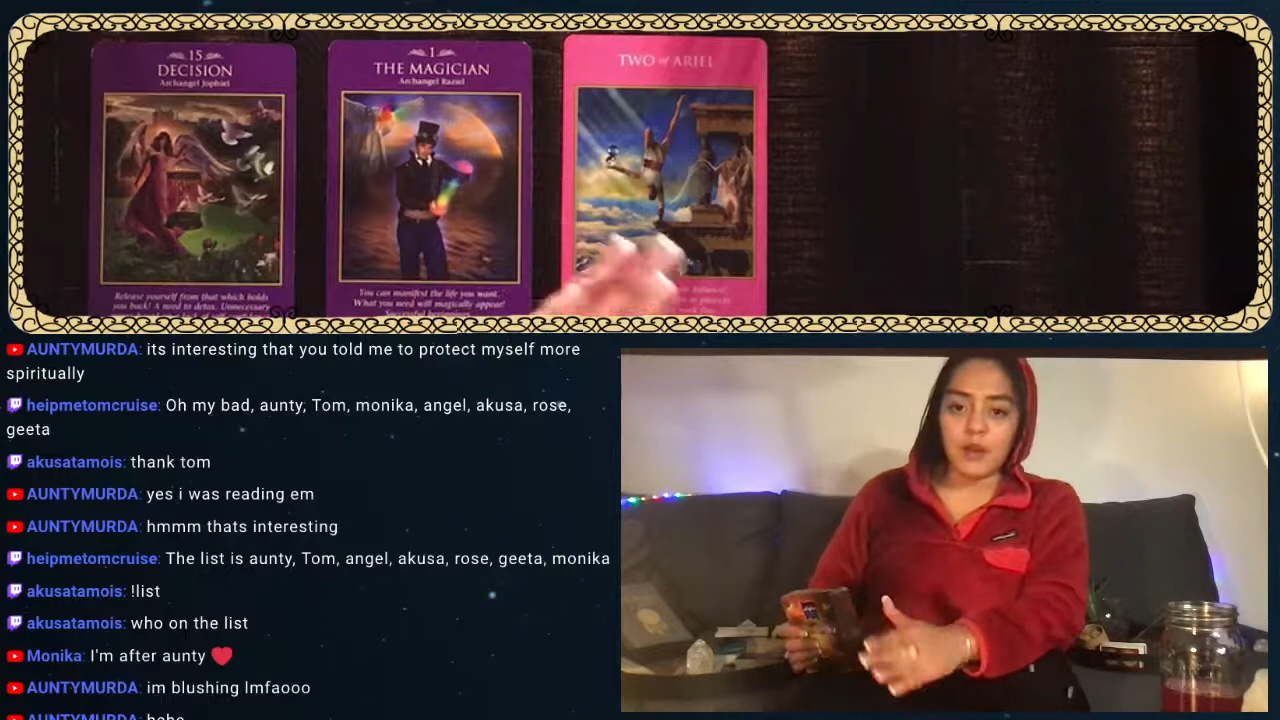 15
DECISION
Archangel Jophiel
Release yourself from that which holds
you back! A need to detox. Unnecessary
1
THE MAGICIAN
Archangel Raziel
You can manifest the life you want.
What you need will magically appear!
Successful beginnings.
TWO of ARIEL
AUNTYMURDA: its interesting that you told me to protect myself more
spiritually
heipmetomcruise: Oh my bad, aunty, Tom, monika, angel, akusa, rose,
geeta
akusatamois: thank tom
AUNTYMURDA: yes i was reading em
AUNTYMURDA: hmmm thats interesting
heipmetomcruise: The list is aunty, Tom, angel, akusa, rose, geeta, monika
akusatamois: !list
akusatamois: who on the list
Monika: I'm after aunty ❤️
AUNTYMURDA: im blushing lmfaooo
AUNTYMURDA: hehe